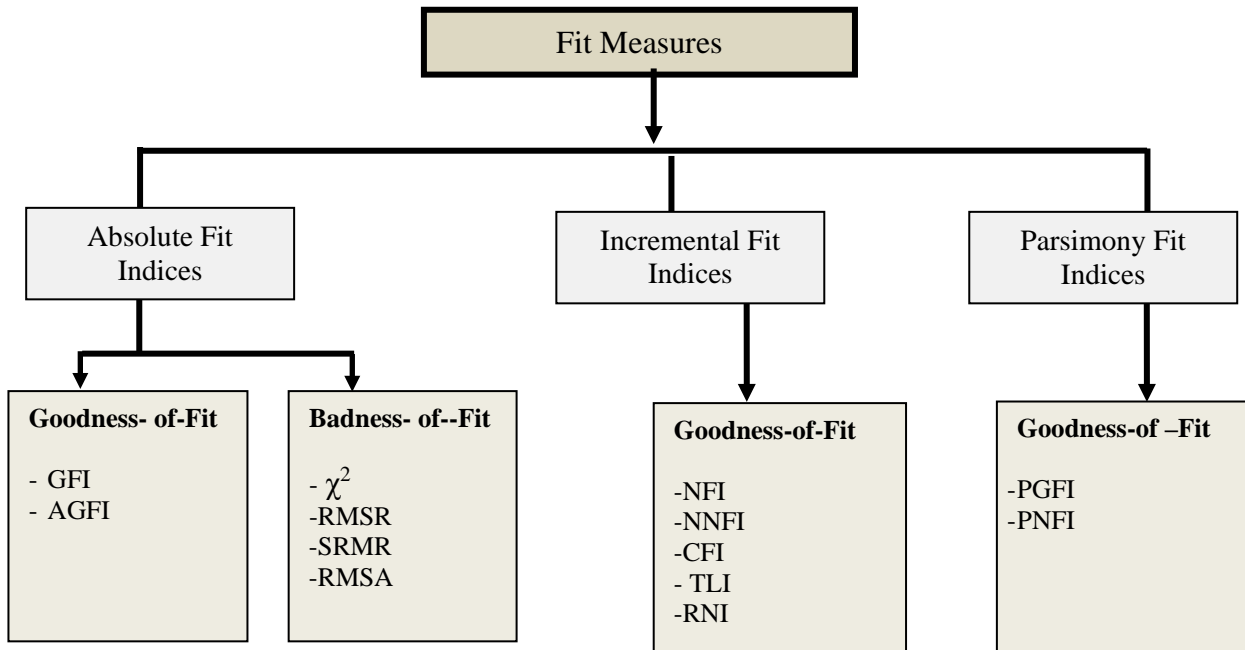 Fit Measures
Absolute Fit
Indices
Incremental Fit
Indices
Parsimony Fit
Indices
Goodness- of-Fit
- GFI
- AGFI
Badness- of--Fit
- χ²
-RMSR
-SRMR
-RMSA
Goodness-of-Fit
-NFI
-NNFI
-CFI
- TLI
-RNI
Goodness-of –Fit
-PGFI
-PNFI